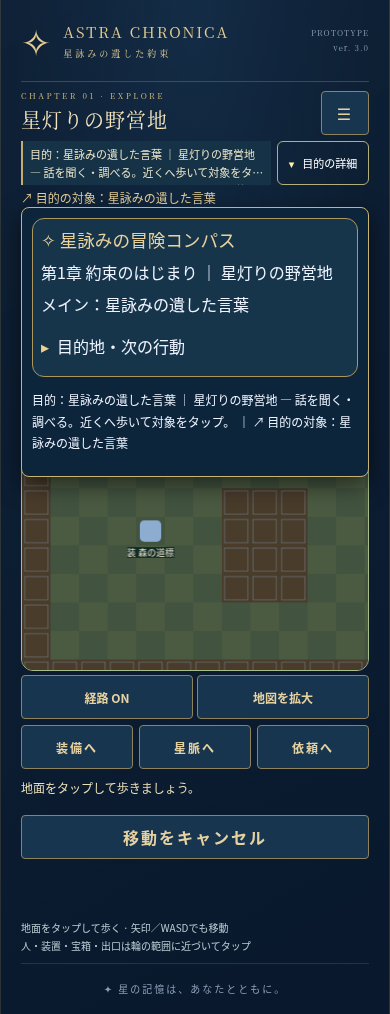 ASTRA CHRONICA
星詠みの遺した約束
PROTOTYPE
ver. 3.0
CHAPTER 01 · EXPLORE
星灯りの野営地
☰
目的：星詠みの遺した言葉 ｜ 星灯りの野営地
— 話を聞く・調べる。近くへ歩いて対象をタ…
▾ 目的の詳細
↗ 目的の対象：星詠みの遺した言葉
✧ 星詠みの冒険コンパス
第1章 約束のはじまり ｜ 星灯りの野営地
メイン：星詠みの遺した言葉
▸ 目的地・次の行動
目的：星詠みの遺した言葉 ｜ 星灯りの野営地 — 話を聞く・
調べる。近くへ歩いて対象をタップ。 ｜ ↗ 目的の対象：星
詠みの遺した言葉
装 森の道標
経路 ON
地図を拡大
装備へ
星脈へ
依頼へ
地面をタップして歩きましょう。
移動をキャンセル
地面をタップして歩く · 矢印／WASDでも移動
人・装置・宝箱・出口は輪の範囲に近づいてタップ
✦ 星の記憶は、あなたとともに。